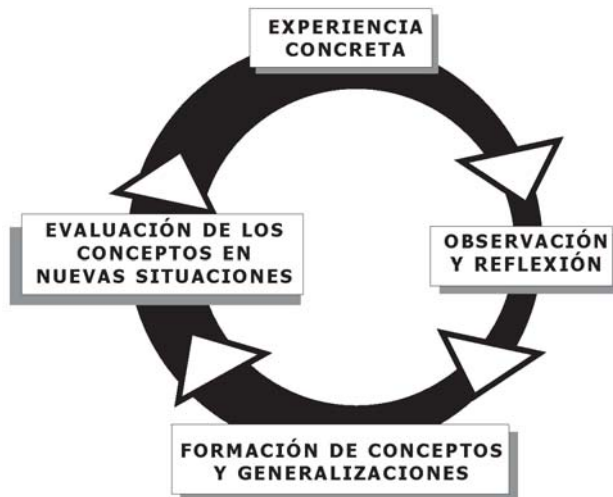 EXPERIENCIA
CONCRETA
OBSERVACIÓN
Y REFLEXIÓN
FORMACIÓN DE CONCEPTOS
Y GENERALIZACIONES
EVALUACIÓN DE LOS
CONCEPTOS EN
NUEVAS SITUACIONES